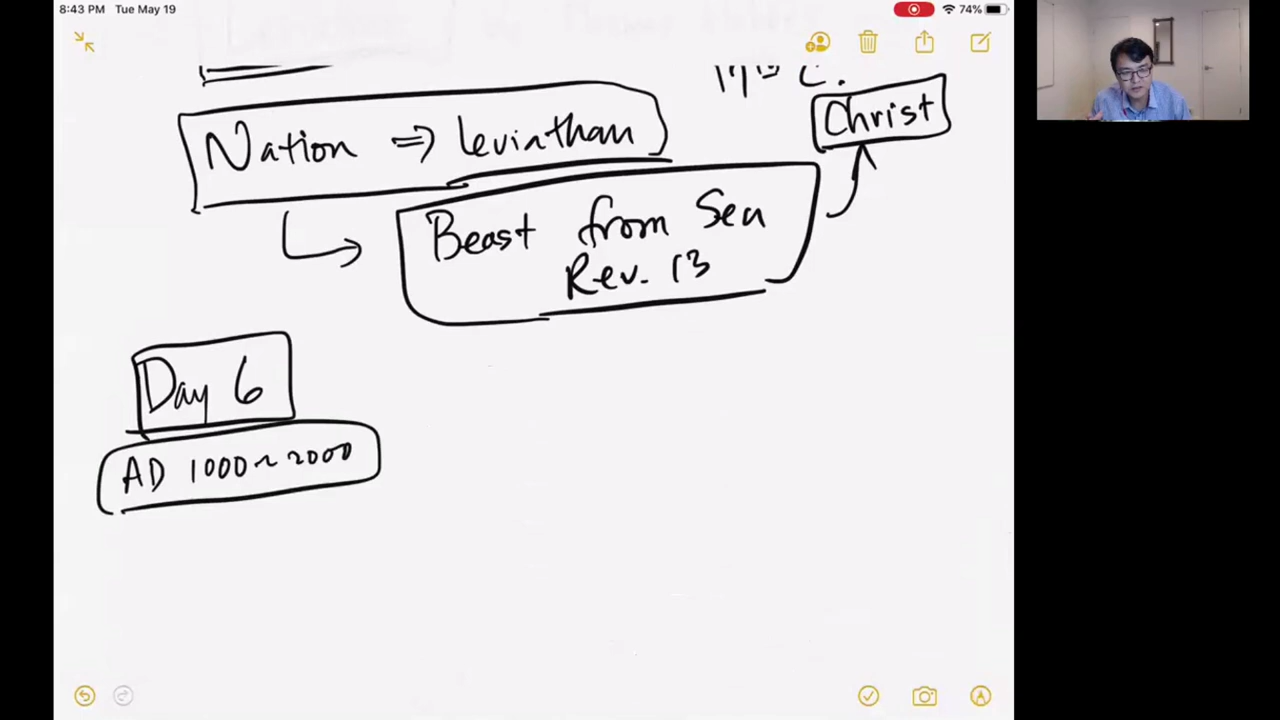 8:43 PM Tue May 19 74%
Christ
Nation ⇒ Leviathan
Beast from Sea
Rev. 13
Day 6
AD 1000 ~ 2000